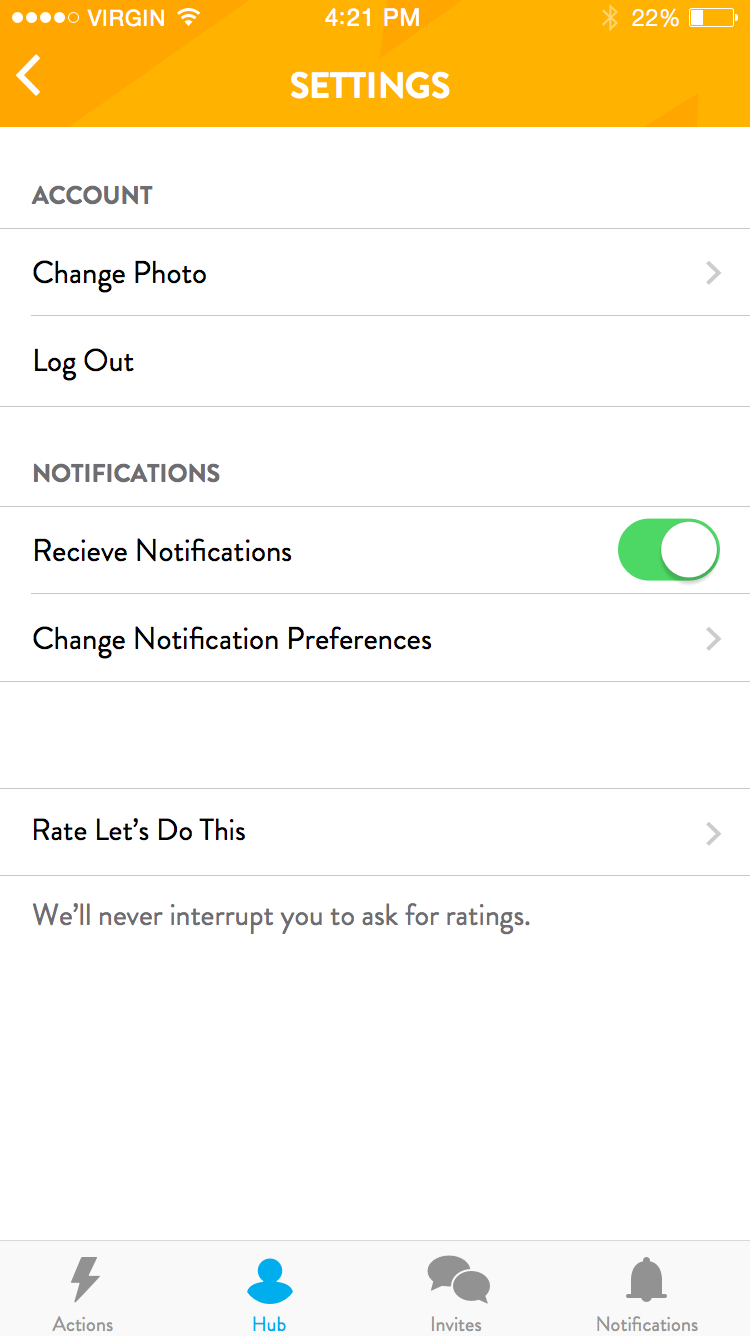 VIRGIN 4:21 PM 22%
SETTINGS
ACCOUNT
Change Photo
Log Out
NOTIFICATIONS
Recieve Notifications
Change Notification Preferences
Rate Let’s Do This
We’ll never interrupt you to ask for ratings.
Actions Hub Invites Notifications